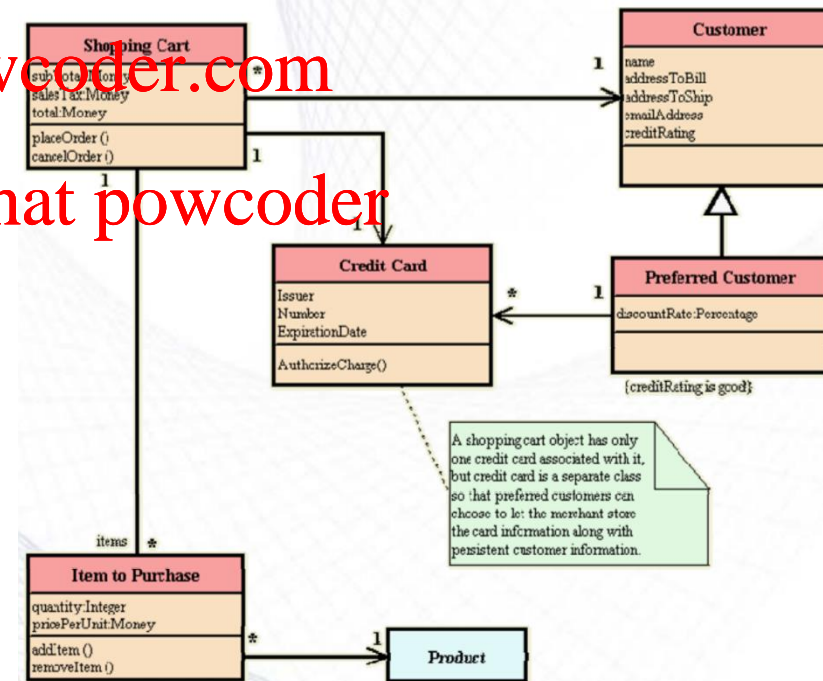 Customer
Shopping Cart
name
addressToBill
addressToShip
emailAddress
creditRating
wcoder.com
subtotal:Money
salesTax:Money
total:Money
placeOrder ()
cancelOrder ()
*
1
1
1
1
hat powcoder
Credit Card
Issuer
Number
ExpirationDate
AuthorizeCharge()
*
1
Preferred Customer
discountRate:Percentage
{creditRating is good}
A shopping cart object has only
one credit card associated with it,
but credit card is a separate class
so that preferred customers can
choose to let the merchant store
the card information along with
persistent customer information.
items *
Item to Purchase
quantity:Integer
pricePerUnit:Money
addItem ()
removeItem ()
*
1
Product